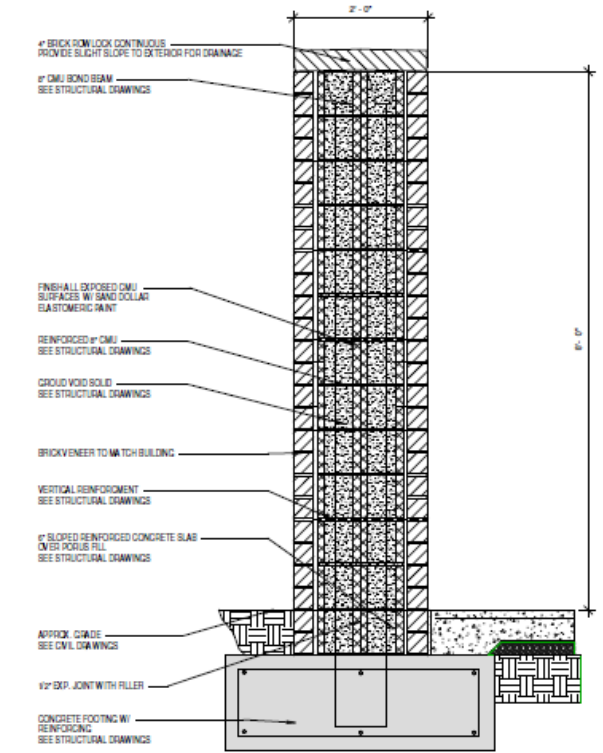 2' - 0"
4" BRICK ROWLOCK CONTINUOUS
PROVIDE SLIGHT SLOPE TO EXTERIOR FOR DRAINAGE
8" CMU BOND BEAM
SEE STRUCTURAL DRAWINGS
FINISH ALL EXPOSED CMU
SURFACES W/ SAND DOLLAR
ELASTOMERIC PAINT
REINFORCED 8" CMU
SEE STRUCTURAL DRAWINGS
GROUD VOID SOLID
SEE STRUCTURAL DRAWINGS
BRICK VENEER TO MATCH BUILDING
VERTICAL REINFORCMENT
SEE STRUCTURAL DRAWINGS
6" SLOPED REINFORCED CONCRETE SLAB
OVER PORUS FILL
SEE STRUCTURAL DRAWINGS
APPROX. GRADE
SEE CIVIL DRAWINGS
1/2" EXP. JOINT WITH FILLER
CONCRETE FOOTING W/
REINFORCING
SEE STRUCTURAL DRAWINGS